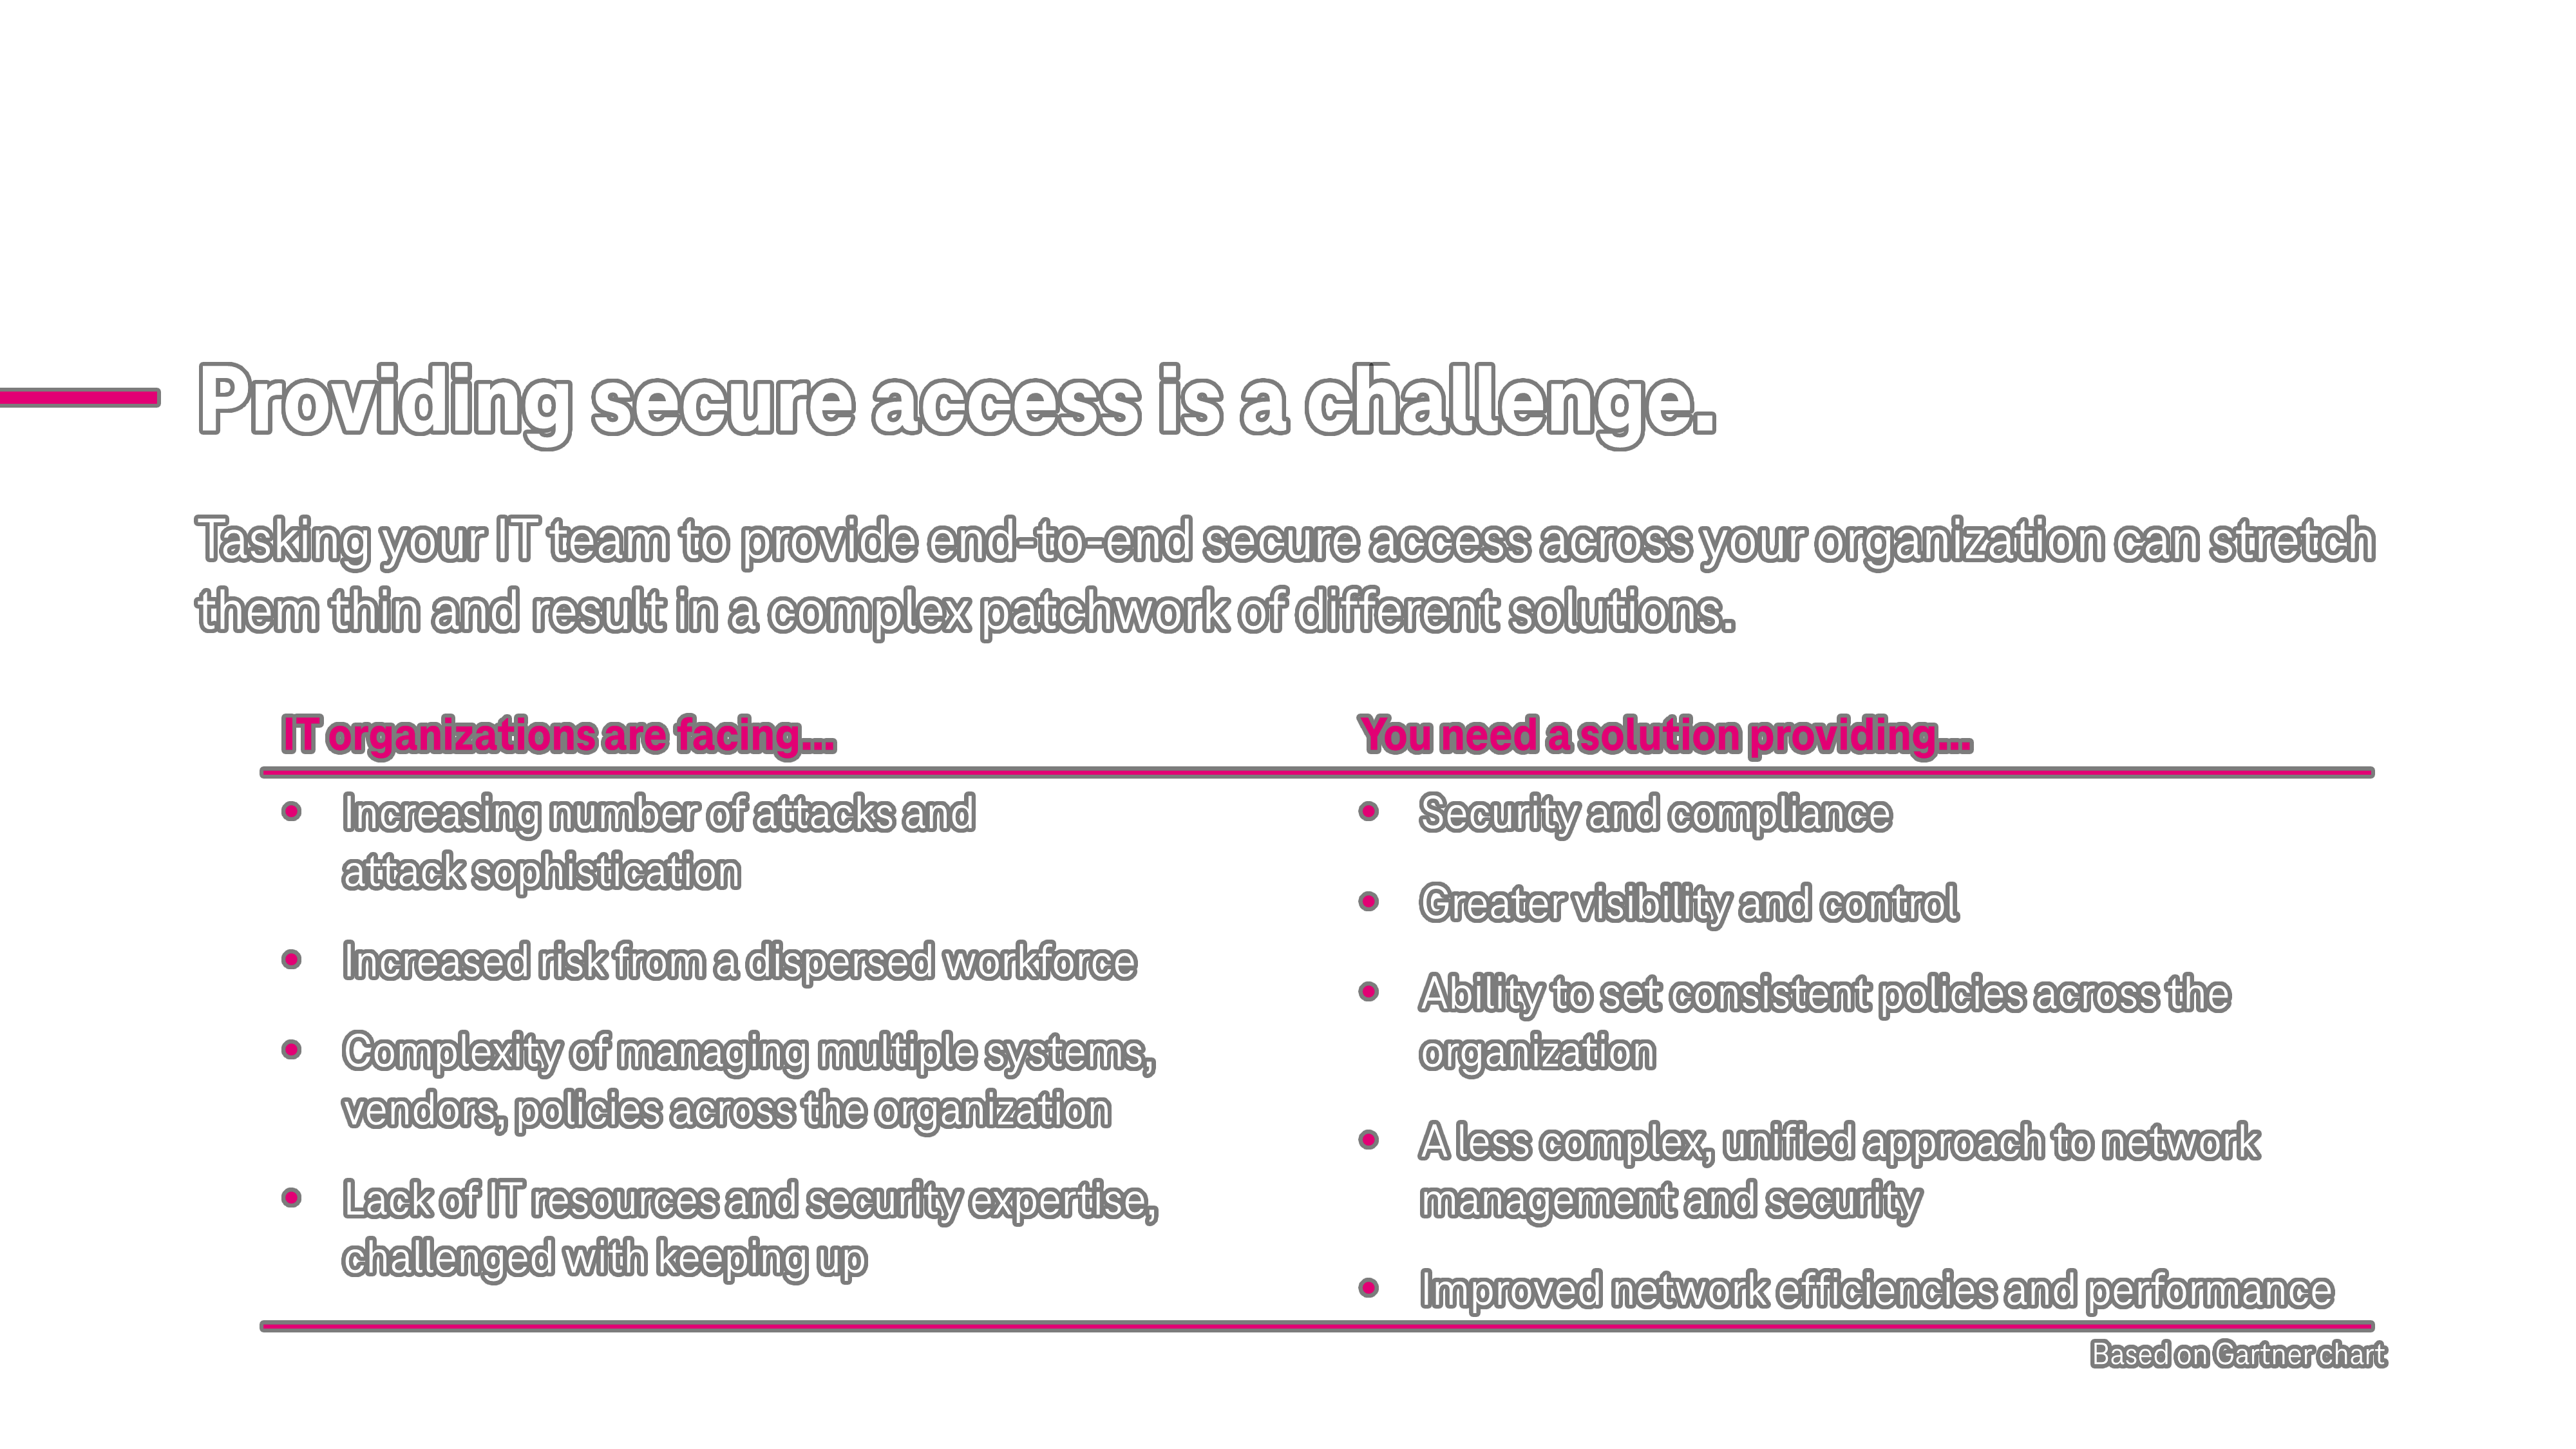 Providing secure access is a challenge.
Tasking your IT team to provide end-to-end secure access across your organization can stretch
them thin and result in a complex patchwork of different solutions.
IT organizations are facing...
• Increasing number of attacks and
attack sophistication
• Increased risk from a dispersed workforce
• Complexity of managing multiple systems,
vendors, policies across the organization
• Lack of IT resources and security expertise,
challenged with keeping up
You need a solution providing...
• Security and compliance
• Greater visibility and control
• Ability to set consistent policies across the
organization
• A less complex, unified approach to network
management and security
• Improved network efficiencies and performance
Based on Gartner chart